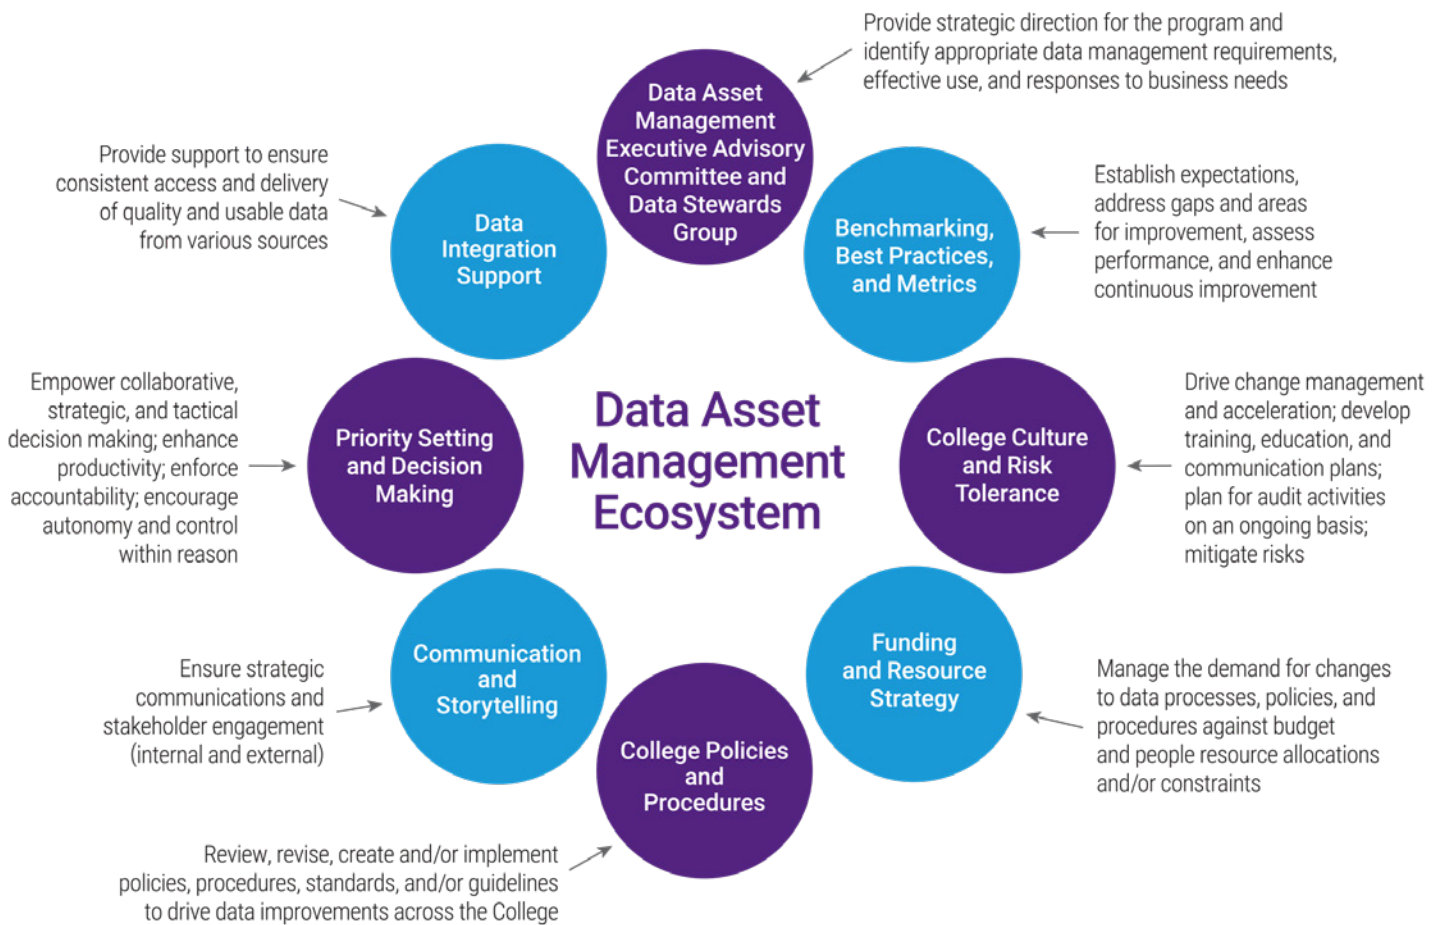 Provide strategic direction for the program and
identify appropriate data management requirements,
effective use, and responses to business needs
Data Asset
Management
Executive Advisory
Committee and
Data Stewards
Group
Establish expectations,
address gaps and areas
for improvement, assess
performance, and enhance
continuous improvement
Benchmarking,
Best Practices,
and Metrics
Drive change management
and acceleration; develop
training, education, and
communication plans;
plan for audit activities
on an ongoing basis;
mitigate risks
College Culture
and Risk
Tolerance
Manage the demand for changes
to data processes, policies, and
procedures against budget
and people resource allocations
and/or constraints
Funding
and Resource
Strategy
Review, revise, create and/or implement
policies, procedures, standards, and/or guidelines
to drive data improvements across the College
College Policies
and
Procedures
Ensure strategic
communications and
stakeholder engagement
(internal and external)
Communication
and
Storytelling
Empower collaborative,
strategic, and tactical
decision making; enhance
productivity; enforce
accountability; encourage
autonomy and control
within reason
Priority Setting
and Decision
Making
Provide support to ensure
consistent access and delivery
of quality and usable data
from various sources
Data
Integration
Support
Data Asset
Management
Ecosystem